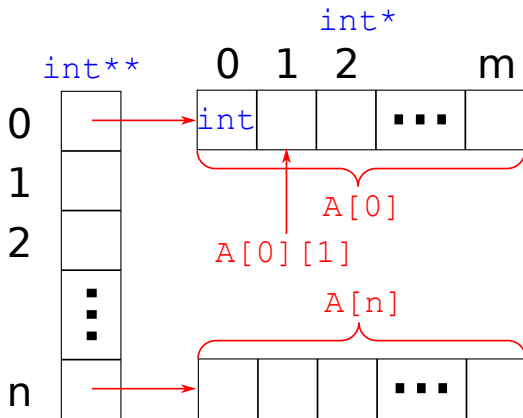 int*
int**
0 1 2 m
0
int
1
A[0]
2
A[0][1]
A[n]
n